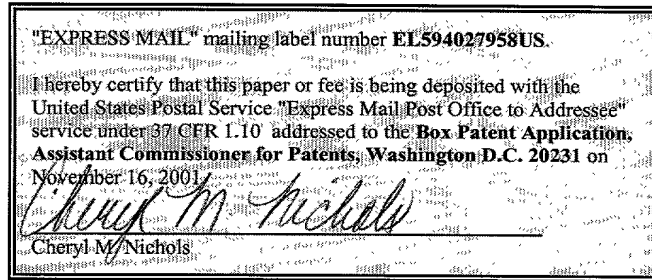 "EXPRESS MAIL" mailing label number EL594027958US.
I hereby certify that this paper or fee is being deposited with the
United States Postal Service "Express Mail Post Office to Addressee"
service under 37 CFR 1.10 addressed to the Box Patent Application,
Assistant Commissioner for Patents, Washington D.C. 20231 on
November 16, 2001
Cheryl M Nichols
Cheryl M. Nichols